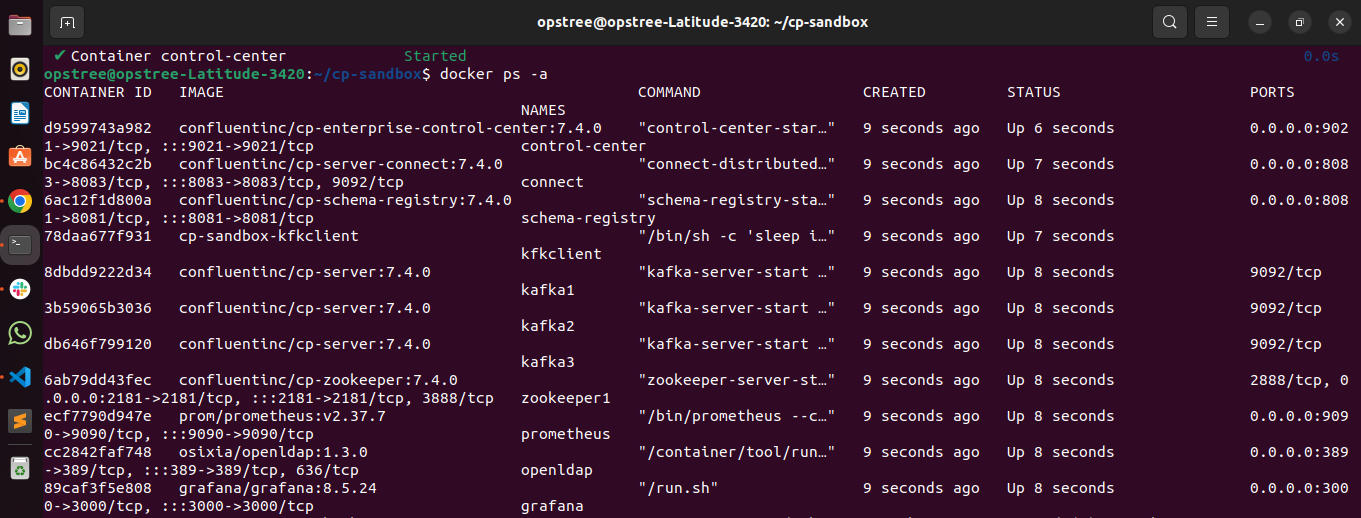 opstree@opstree-Latitude-3420: ~/cp-sandbox
✔ Container control-center Started 0.0s
opstree@opstree-Latitude-3420:~/cp-sandbox$ docker ps -a
CONTAINER ID IMAGE COMMAND CREATED STATUS PORTS
NAMES
d9599743a982 confluentinc/cp-enterprise-control-center:7.4.0 "control-center-star…" 9 seconds ago Up 6 seconds 0.0.0.0:902
1->9021/tcp, :::9021->9021/tcp control-center
bc4c86432c2b confluentinc/cp-server-connect:7.4.0 "connect-distributed…" 9 seconds ago Up 7 seconds 0.0.0.0:808
3->8083/tcp, :::8083->8083/tcp, 9092/tcp connect
6ac12f1d800a confluentinc/cp-schema-registry:7.4.0 "schema-registry-sta…" 9 seconds ago Up 8 seconds 0.0.0.0:808
1->8081/tcp, :::8081->8081/tcp schema-registry
78daa677f931 cp-sandbox-kfkclient "/bin/sh -c 'sleep i…" 9 seconds ago Up 7 seconds
kfkclient
8dbdd9222d34 confluentinc/cp-server:7.4.0 "kafka-server-start …" 9 seconds ago Up 8 seconds 9092/tcp
kafka1
3b59065b3036 confluentinc/cp-server:7.4.0 "kafka-server-start …" 9 seconds ago Up 8 seconds 9092/tcp
kafka2
db646f799120 confluentinc/cp-server:7.4.0 "kafka-server-start …" 9 seconds ago Up 8 seconds 9092/tcp
kafka3
6ab79dd43fec confluentinc/cp-zookeeper:7.4.0 "zookeeper-server-st…" 9 seconds ago Up 8 seconds 2888/tcp, 0
.0.0.0:2181->2181/tcp, :::2181->2181/tcp, 3888/tcp zookeeper1
ecf7790d947e prom/prometheus:v2.37.7 "/bin/prometheus --c…" 9 seconds ago Up 8 seconds 0.0.0.0:909
0->9090/tcp, :::9090->9090/tcp prometheus
cc2842faf748 osixia/openldap:1.3.0 "/container/tool/run…" 9 seconds ago Up 8 seconds 0.0.0.0:389
->389/tcp, :::389->389/tcp, 636/tcp openldap
89caf3f5e808 grafana/grafana:8.5.24 "/run.sh" 9 seconds ago Up 8 seconds 0.0.0.0:300
0->3000/tcp, :::3000->3000/tcp grafana